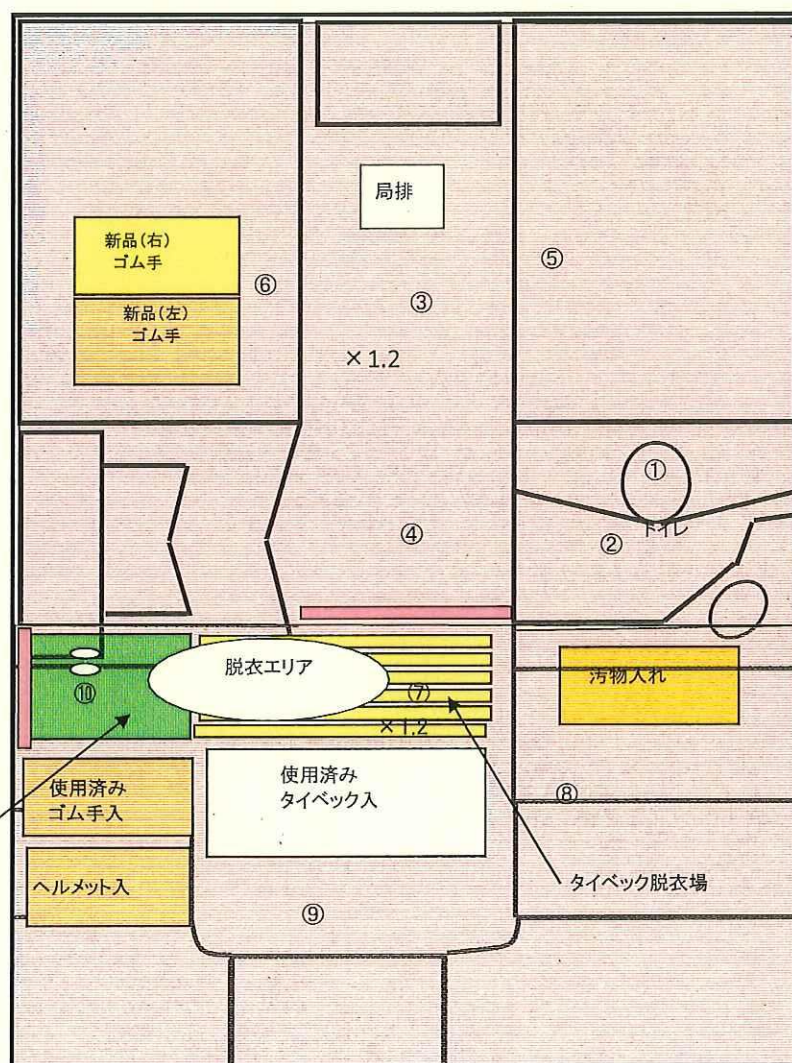 局排
新品(右)
ゴム手
⑥
⑤
新品(左)
ゴム手
③
×1.2
①
④
②
トイレ
脱衣エリア
汚物入れ
⑩
⑦
×1.2
使用済み
ゴム手入
使用済み
タイベック入
⑧
ヘルメット入
タイベック脱衣場
⑨